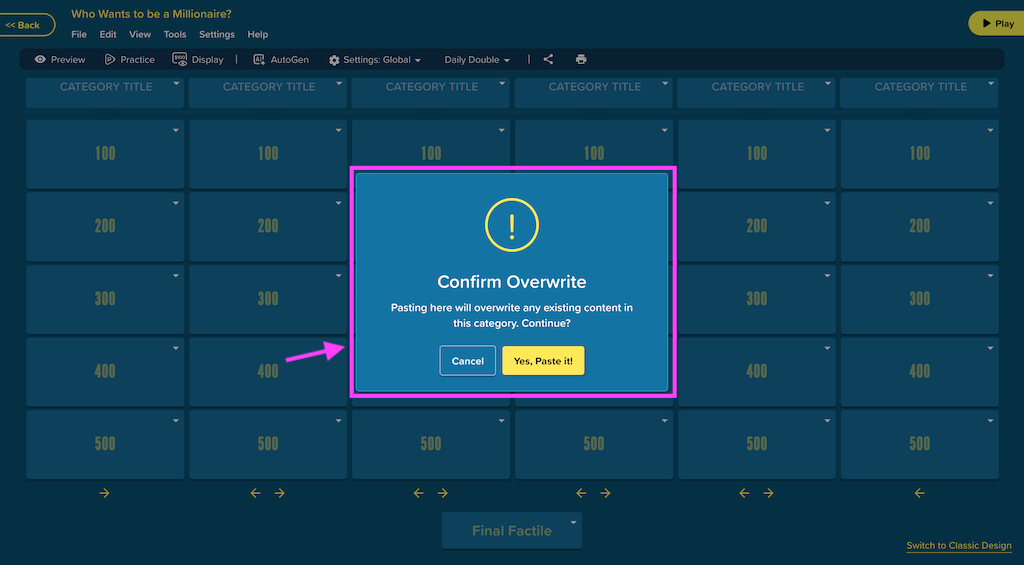 << Back
Who Wants to be a Millionaire?
File Edit View Tools Settings Help
Play
Preview Practice $100 Display | AI AutoGen Settings: Global Daily Double |
CATEGORY TITLE CATEGORY TITLE CATEGORY TITLE CATEGORY TITLE CATEGORY TITLE CATEGORY TITLE
100 100 100 100 100 100
200 200 200 200
300 300 300 300
400 400 400 400
500 500 500 500 500 500
!
Confirm Overwrite
Pasting here will overwrite any existing content in
this category. Continue?
Cancel Yes, Paste it!
Final Factile
Switch to Classic Design